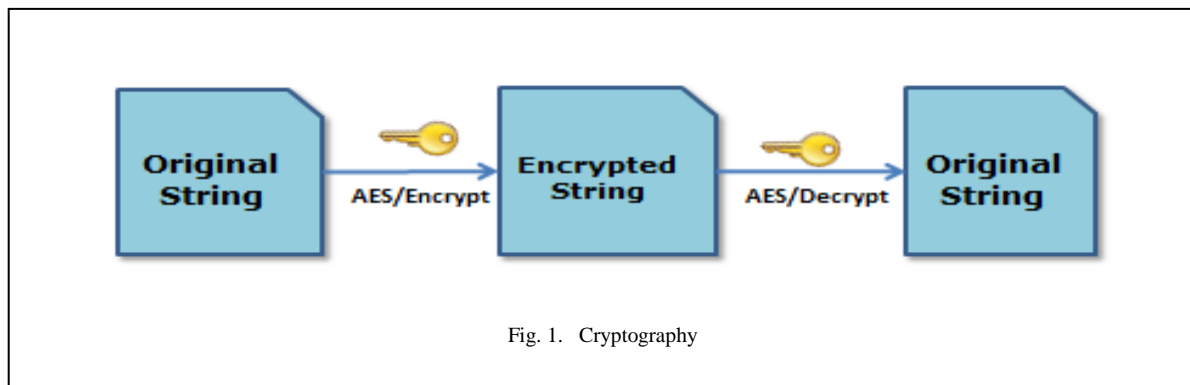 Original
String
AES/Encrypt
Encrypted
String
AES/Decrypt
Original
String
Fig. 1. Cryptography